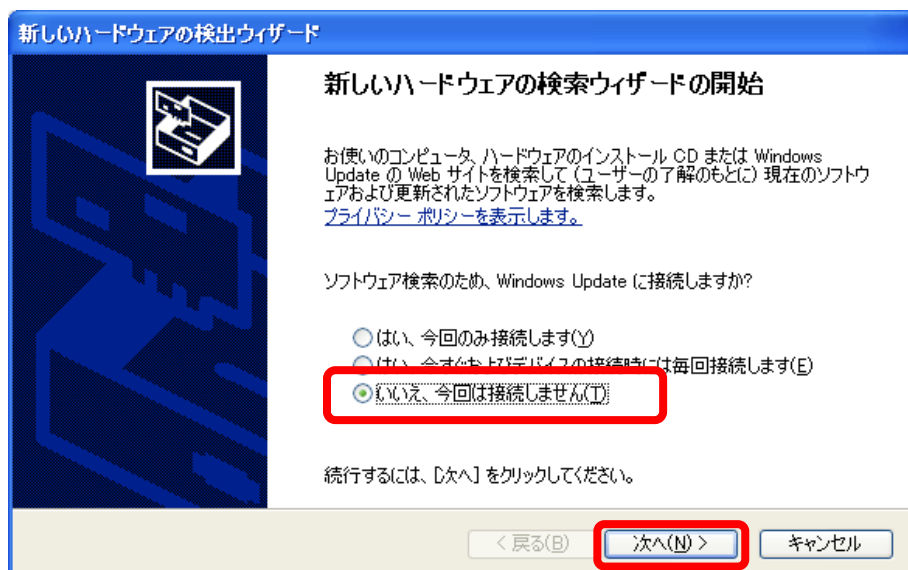 新しいハードウェアの検出ウィザード
新しいハードウェアの検索ウィザードの開始
お使いのコンピュータ、ハードウェアのインストール CD または Windows
Update の Web サイトを検索して (ユーザーの了解のもとに) 現在のソフトウ
ェアおよび更新されたソフトウェアを検索します。
プライバシー ポリシーを表示します。
ソフトウェア検索のため、Windows Update に接続しますか?
はい、今回のみ接続します(Y)
はい、今すぐおよびデバイスの接続時には毎回接続します(E)
いいえ、今回は接続しません(T)
続行するには、[次へ] をクリックしてください。
< 戻る(B)
次へ(N) >
キャンセル